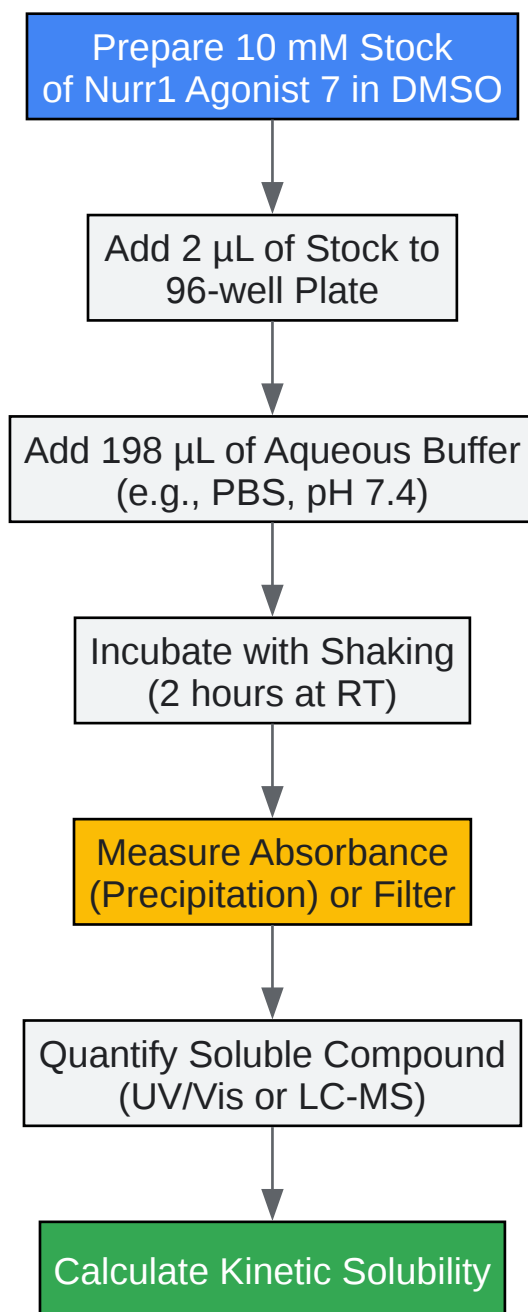 Prepare 10 mM Stock
of Nurr1 Agonist 7 in DMSO
Add 2 µL of Stock to
96-well Plate
Add 198 µL of Aqueous Buffer
(e.g., PBS, pH 7.4)
Incubate with Shaking
(2 hours at RT)
Measure Absorbance
(Precipitation) or Filter
Quantify Soluble Compound
(UV/Vis or LC-MS)
Calculate Kinetic Solubility